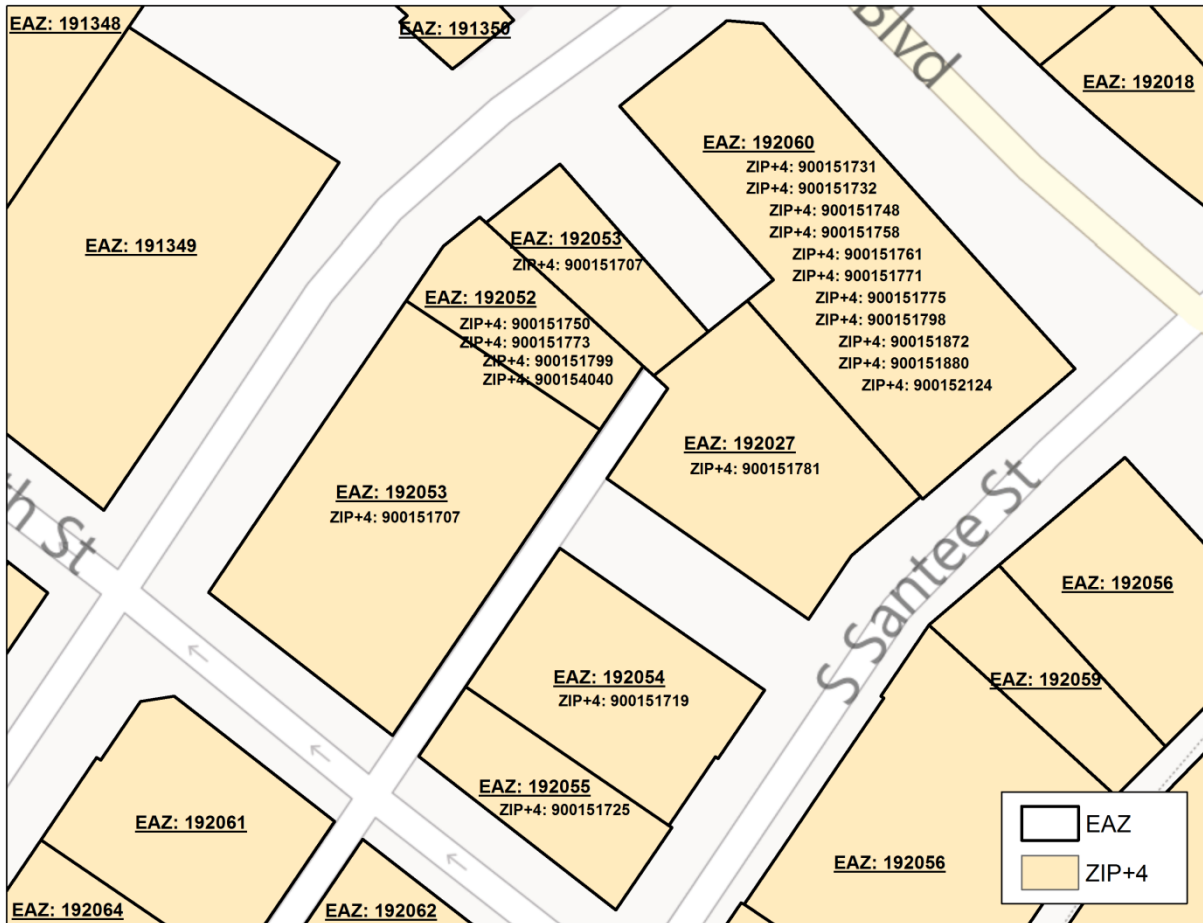 EAZ: 191348
EAZ: 191350
Blvd
EAZ: 192018
EAZ: 192060
ZIP+4: 900151731
ZIP+4: 900151732
ZIP+4: 900151748
ZIP+4: 900151758
ZIP+4: 900151761
ZIP+4: 900151771
ZIP+4: 900151775
ZIP+4: 900151798
ZIP+4: 900151872
ZIP+4: 900151880
ZIP+4: 900152124
EAZ: 191349
EAZ: 192053
ZIP+4: 900151707
EAZ: 192052
ZIP+4: 900151750
ZIP+4: 900151773
ZIP+4: 900151799
ZIP+4: 900154040
EAZ: 192027
ZIP+4: 900151781
EAZ: 192053
ZIP+4: 900151707
th St
S Santee St
EAZ: 192056
EAZ: 192054
ZIP+4: 900151719
EAZ: 192059
EAZ: 192055
ZIP+4: 900151725
EAZ: 192061
EAZ: 192056
EAZ: 192064
EAZ: 192062
EAZ
ZIP+4